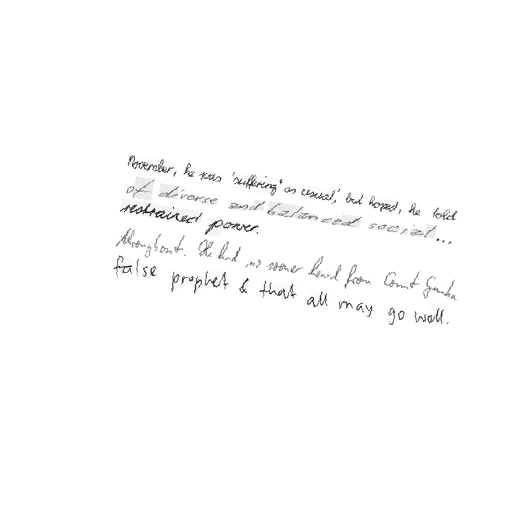 November, he was 'suffering' as usual', but hoped, he told
of diverse and balanced social...
restrained power.
throughout. He had no sooner heard from Count
false prophet & that all may go well.